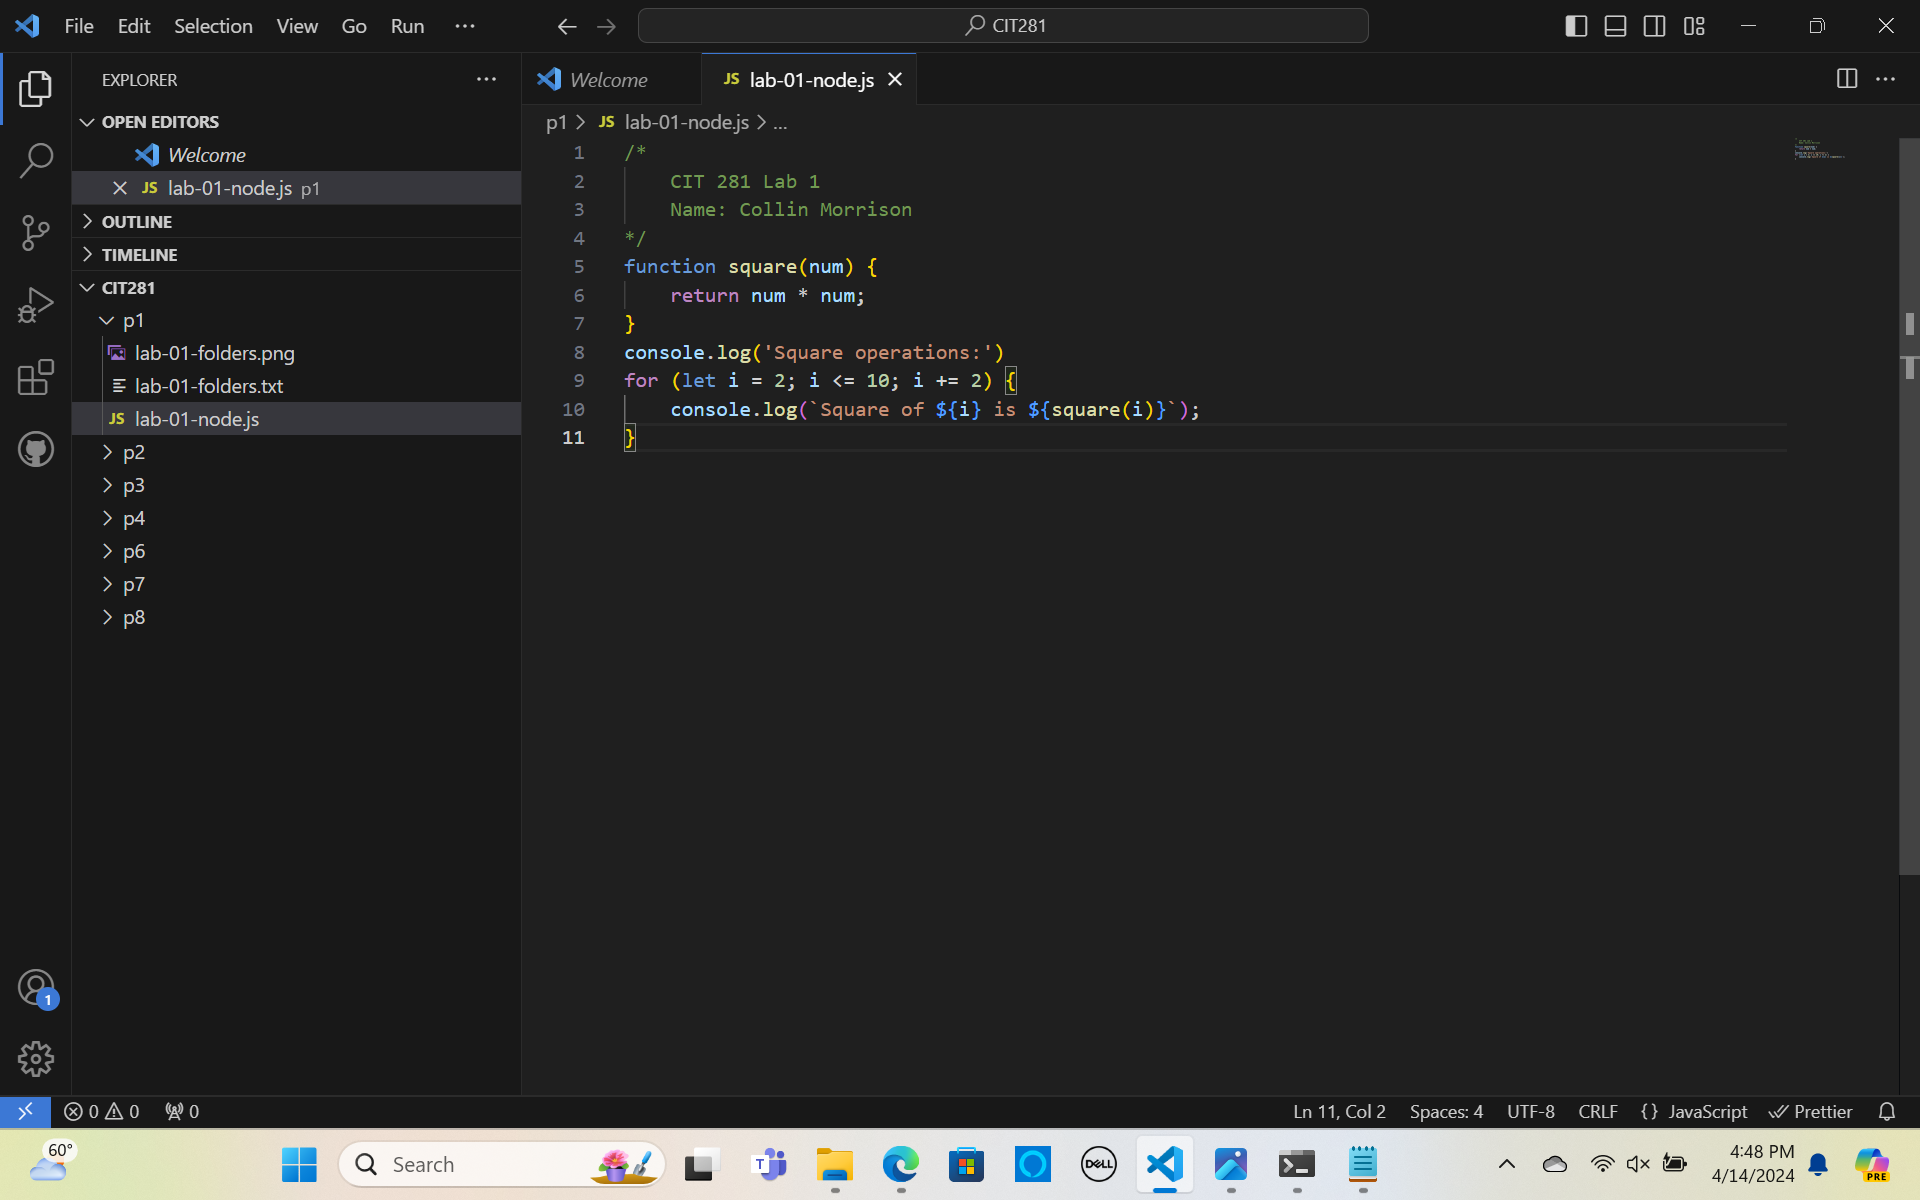 File Edit Selection View Go Run ... CIT281
EXPLORER ...
Welcome JS lab-01-node.js
OPEN EDITORS
Welcome
JS lab-01-node.js p1
OUTLINE
TIMELINE
CIT281
p1
lab-01-folders.png
lab-01-folders.txt
JS lab-01-node.js
p2
p3
p4
p6
p7
p8
1
p1 > JS lab-01-node.js > ...
1 /*
2 CIT 281 Lab 1
3 Name: Collin Morrison
4 */
5 function square(num) {
6 return num * num;
7 }
8 console.log('Square operations:')
9 for (let i = 2; i <= 10; i += 2) {
10 console.log(`Square of ${i} is ${square(i)}`);
11 }
0 0 0 Ln 11, Col 2 Spaces: 4 UTF-8 CRLF {} JavaScript Prettier
60° Search T DELL 4:48 PM
4/14/2024 PRE